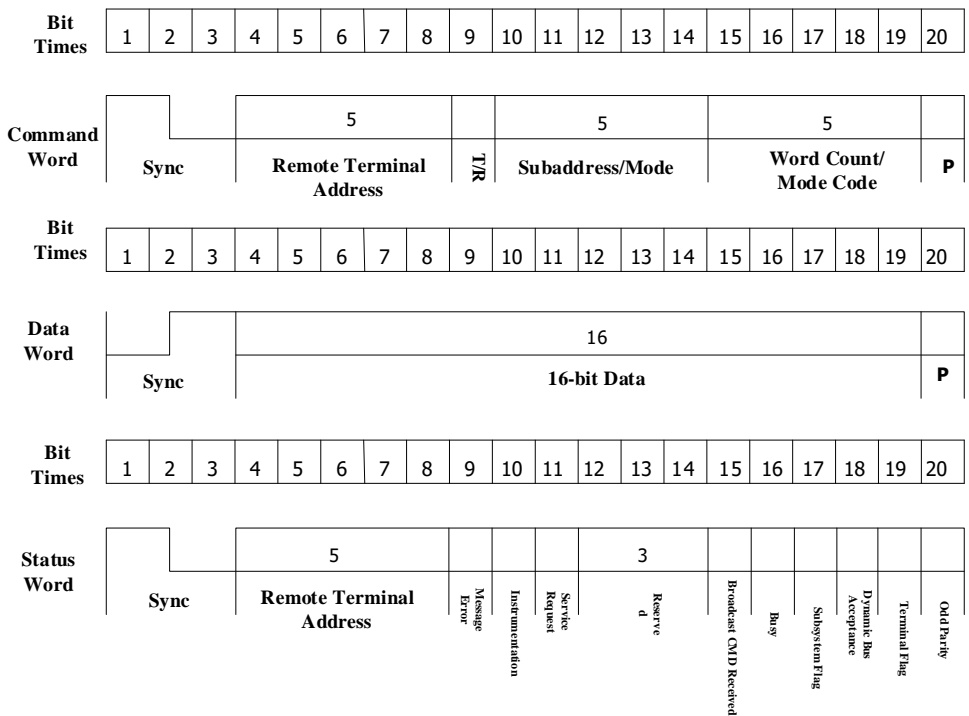 Bit
Times
1 2 3 4 5 6 7 8 9 10 11 12 13 14 15 16 17 18 19 20
Command
Word
5 5 5
Sync
Remote Terminal
Address
T/R
Subaddress/Mode
Word Count/
Mode Code
P
Bit
Times
1 2 3 4 5 6 7 8 9 10 11 12 13 14 15 16 17 18 19 20
Data
Word
16
Sync
16-bit Data
P
Bit
Times
1 2 3 4 5 6 7 8 9 10 11 12 13 14 15 16 17 18 19 20
Status
Word
5 3
Sync
Remote Terminal
Address
Message
Error
Instrumentation
Service
Request
Reserve
d
Broadcast CMD Received
Busy
Subsystem Flag
Dynamic Bus
Acceptance
Terminal Flag
Odd Parity